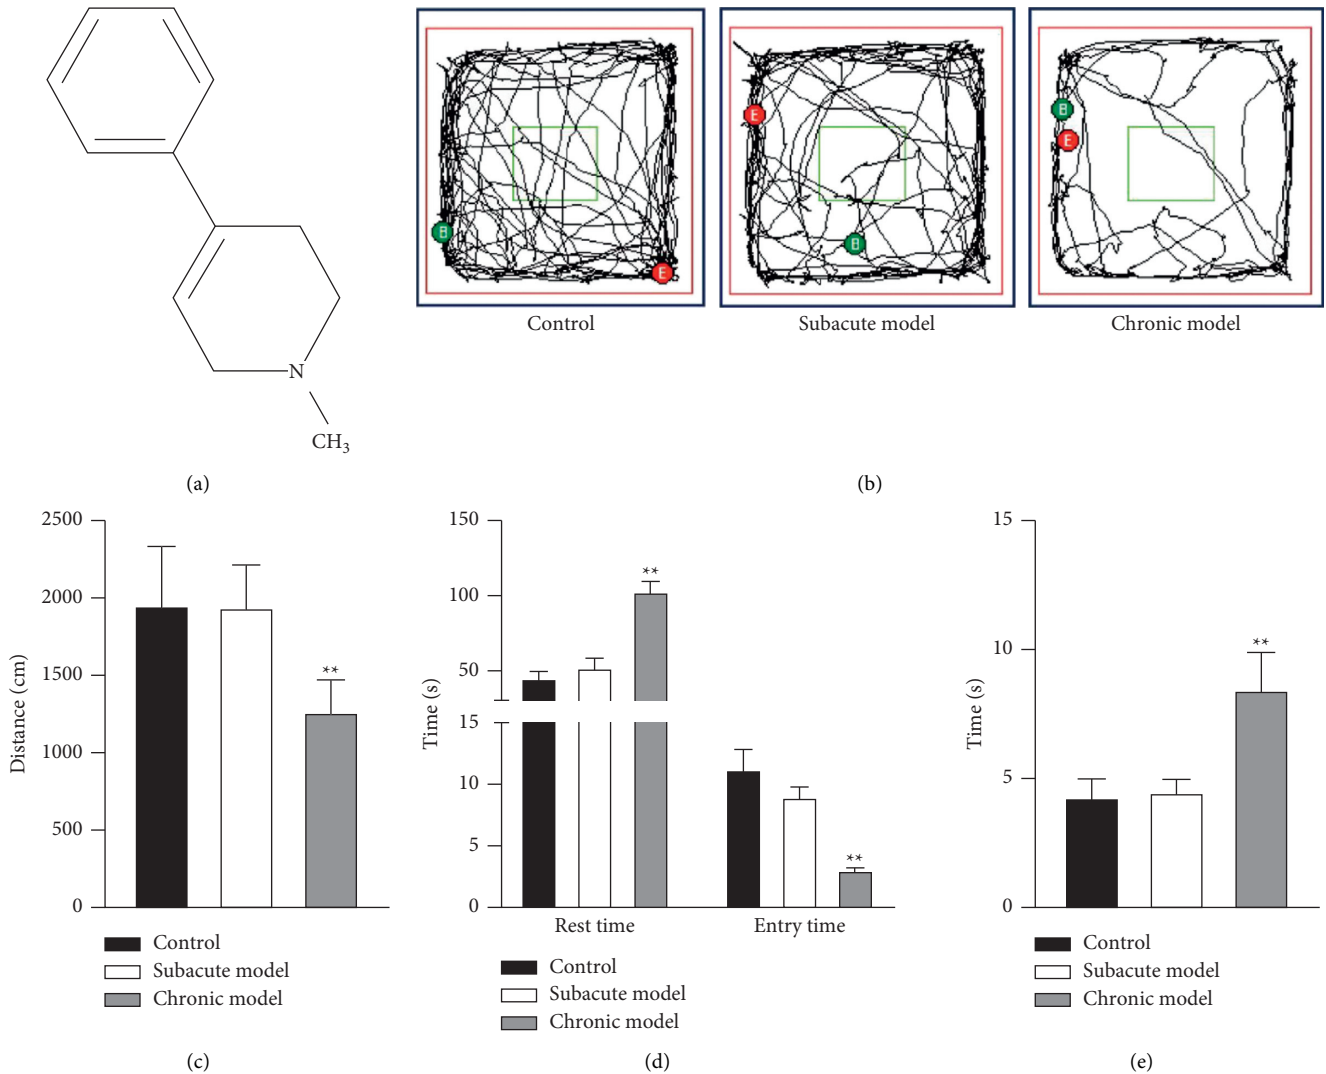 N
CH3
(a)
B
E
Control
E
B
Subacute model
B
E
Chronic model
(b)
Distance (cm)
2500
2000
1500
1000
500
0
**
Control
Subacute model
Chronic model
(c)
Time (s)
150
100
50
15
10
5
0
**
**
Rest time
Entry time
Control
Subacute model
Chronic model
(d)
Time (s)
15
10
5
0
**
Control
Subacute model
Chronic model
(e)